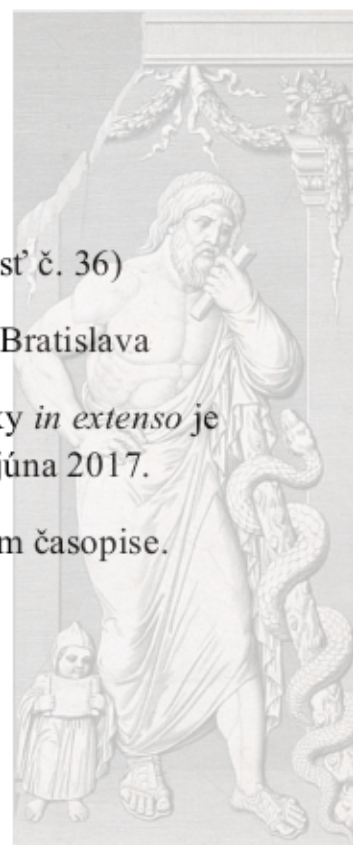 sť č. 36)
Bratislava
ky in extenso je
júna 2017.
m časopise.